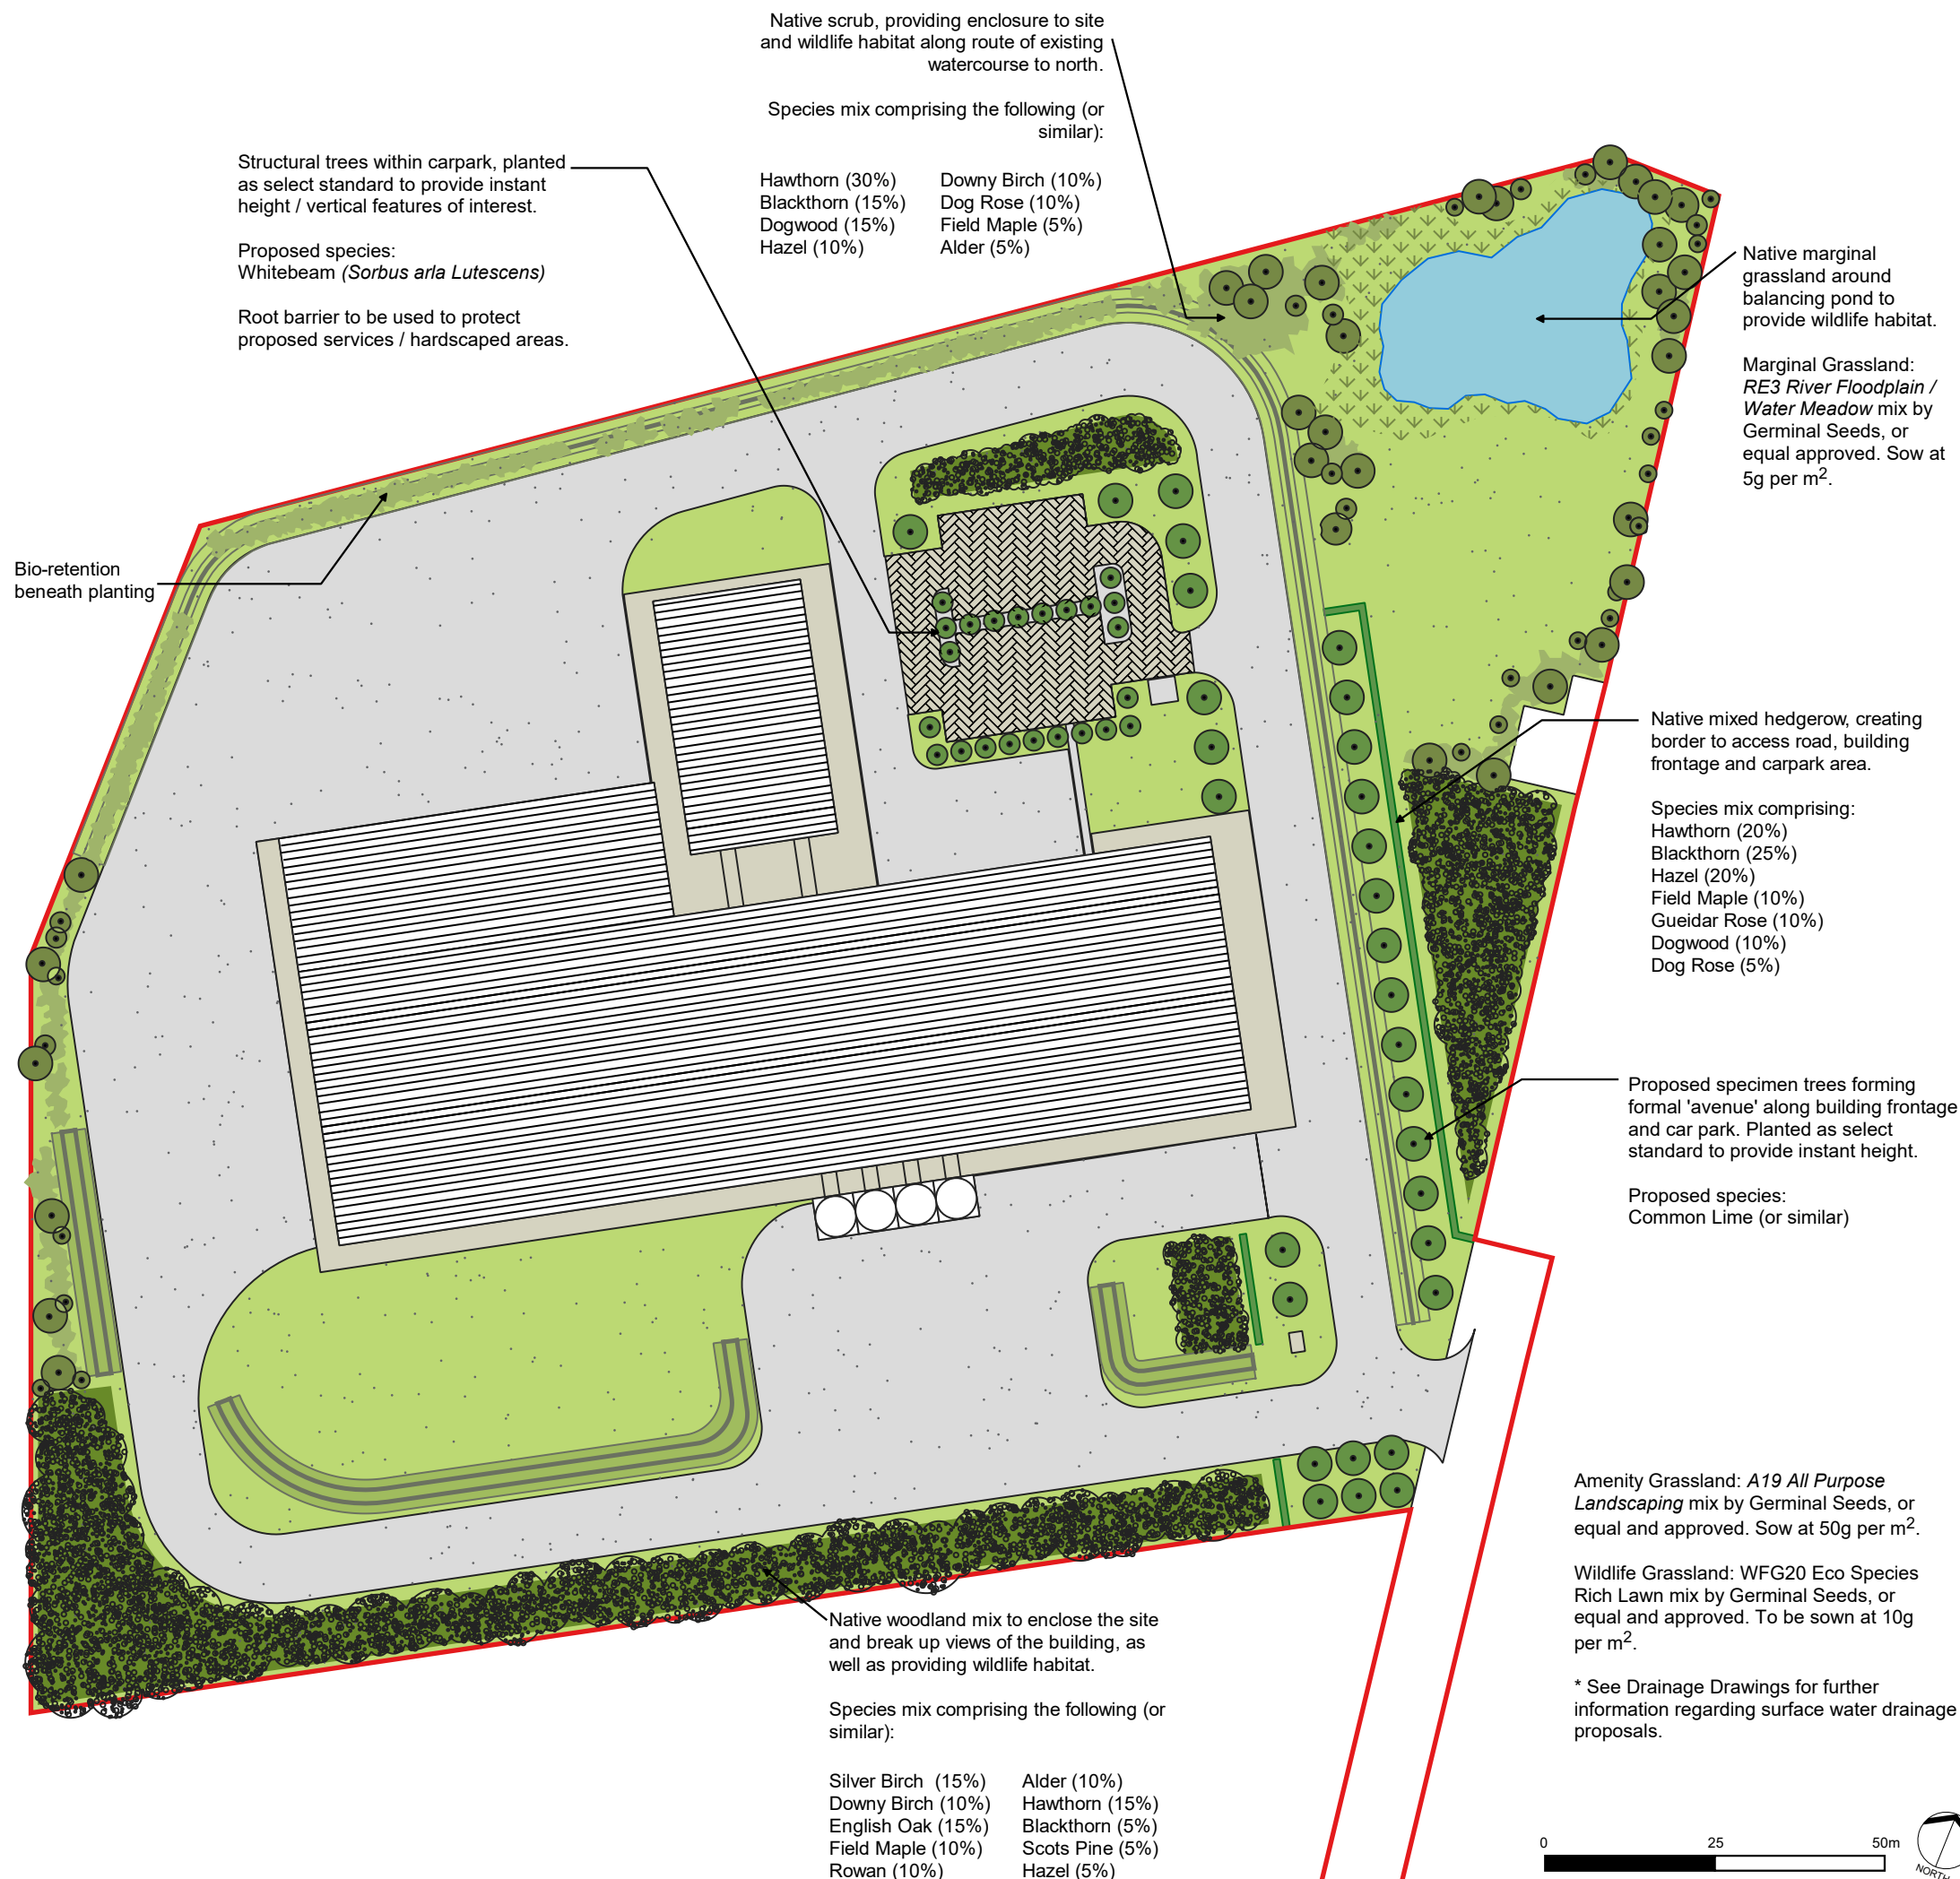 Native scrub, providing enclosure to site
and wildlife habitat along route of existing
watercourse to north.
Species mix comprising the following (or
similar):
Hawthorn (30%) Downy Birch (10%)
Blackthorn (15%) Dog Rose (10%)
Dogwood (15%) Field Maple (5%)
Hazel (10%) Alder (5%)
Structural trees within carpark, planted
as select standard to provide instant
height / vertical features of interest.
Proposed species:
Whitebeam (Sorbus arla Lutescens)
Root barrier to be used to protect
proposed services / hardscaped areas.
Native marginal
grassland around
balancing pond to
provide wildlife habitat.
Marginal Grassland:
RE3 River Floodplain /
Water Meadow mix by
Germinal Seeds, or
equal approved. Sow at
5g per m².
Bio-retention
beneath planting
Native mixed hedgerow, creating
border to access road, building
frontage and carpark area.
Species mix comprising:
Hawthorn (20%)
Blackthorn (25%)
Hazel (20%)
Field Maple (10%)
Gueidar Rose (10%)
Dogwood (10%)
Dog Rose (5%)
Proposed specimen trees forming
formal 'avenue' along building frontage
and car park. Planted as select
standard to provide instant height.
Proposed species:
Common Lime (or similar)
Amenity Grassland: A19 All Purpose
Landscaping mix by Germinal Seeds, or
equal and approved. Sow at 50g per m².
Wildlife Grassland: WFG20 Eco Species
Rich Lawn mix by Germinal Seeds, or
equal and approved. To be sown at 10g
per m².
* See Drainage Drawings for further
information regarding surface water drainage
proposals.
Native woodland mix to enclose the site
and break up views of the building, as
well as providing wildlife habitat.
Species mix comprising the following (or
similar):
Silver Birch (15%) Alder (10%)
Downy Birch (10%) Hawthorn (15%)
English Oak (15%) Blackthorn (5%)
Field Maple (10%) Scots Pine (5%)
Rowan (10%) Hazel (5%)
0 25 50m
NORTH